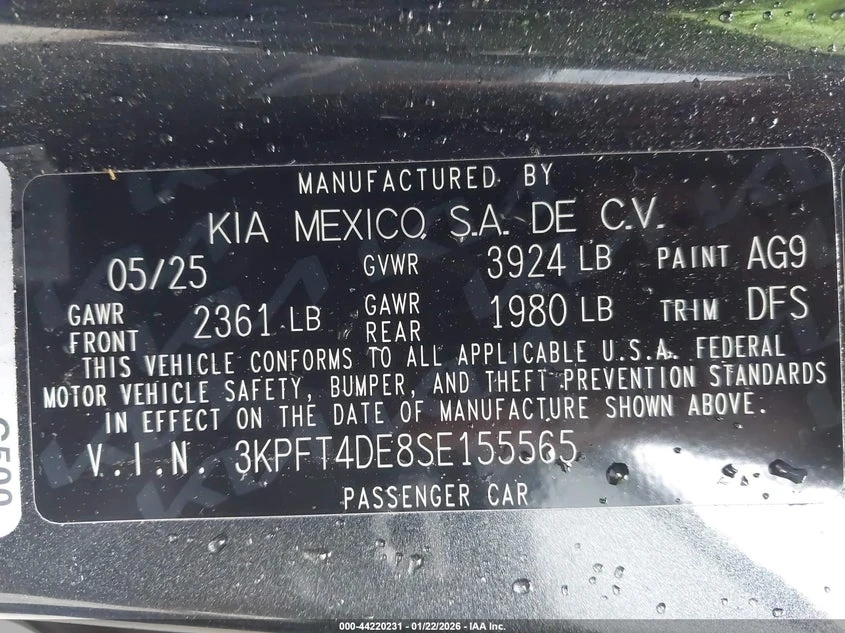 MANUFACTURED BY
KIA MEXICO, S.A. DE C.V.
05/25 GVWR 3924 LB PAINT AG9
GAWR FRONT 2361 LB GAWR REAR 1980 LB TRIM DFS
THIS VEHICLE CONFORMS TO ALL APPLICABLE U.S.A. FEDERAL
MOTOR VEHICLE SAFETY, BUMPER, AND THEFT PREVENTION STANDARDS
IN EFFECT ON THE DATE OF MANUFACTURE SHOWN ABOVE.
V.I.N. 3KPFT4DE8SE155565
PASSENGER CAR
000-44220231 - 01/22/2026 - IAA Inc.